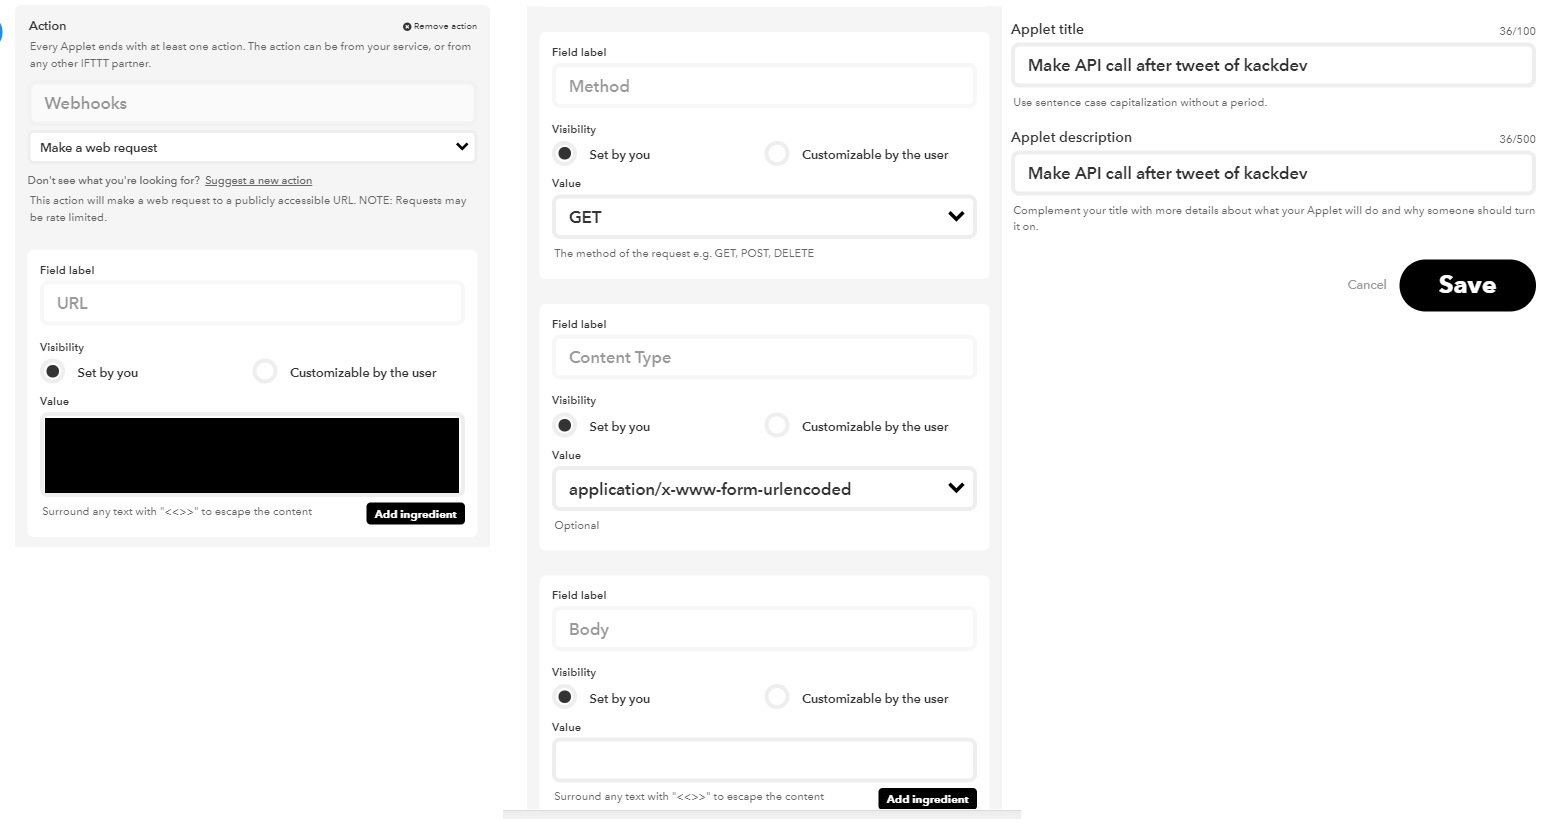 Action
Remove action
Every Applet ends with at least one action. The action can be from your service, or from
any other IFTTT partner.
Webhooks
Make a web request
Don't see what you're looking for? Suggest a new action
This action will make a web request to a publicly accessible URL. NOTE: Requests may
be rate limited.
Field label
URL
Visibility
Set by you
Customizable by the user
Value
Surround any text with "<<>>" to escape the content
Add ingredient
Field label
Method
Visibility
Set by you
Customizable by the user
Value
GET
The method of the request e.g. GET, POST, DELETE
Field label
Content Type
Visibility
Set by you
Customizable by the user
Value
application/x-www-form-urlencoded
Optional
Field label
Body
Visibility
Set by you
Customizable by the user
Value
Surround any text with "<<>>" to escape the content
Add ingredient
Applet title
36/100
Make API call after tweet of kackdev
Use sentence case capitalization without a period.
Applet description
36/500
Make API call after tweet of kackdev
Complement your title with more details about what your Applet will do and why someone should turn
it on.
Cancel
Save